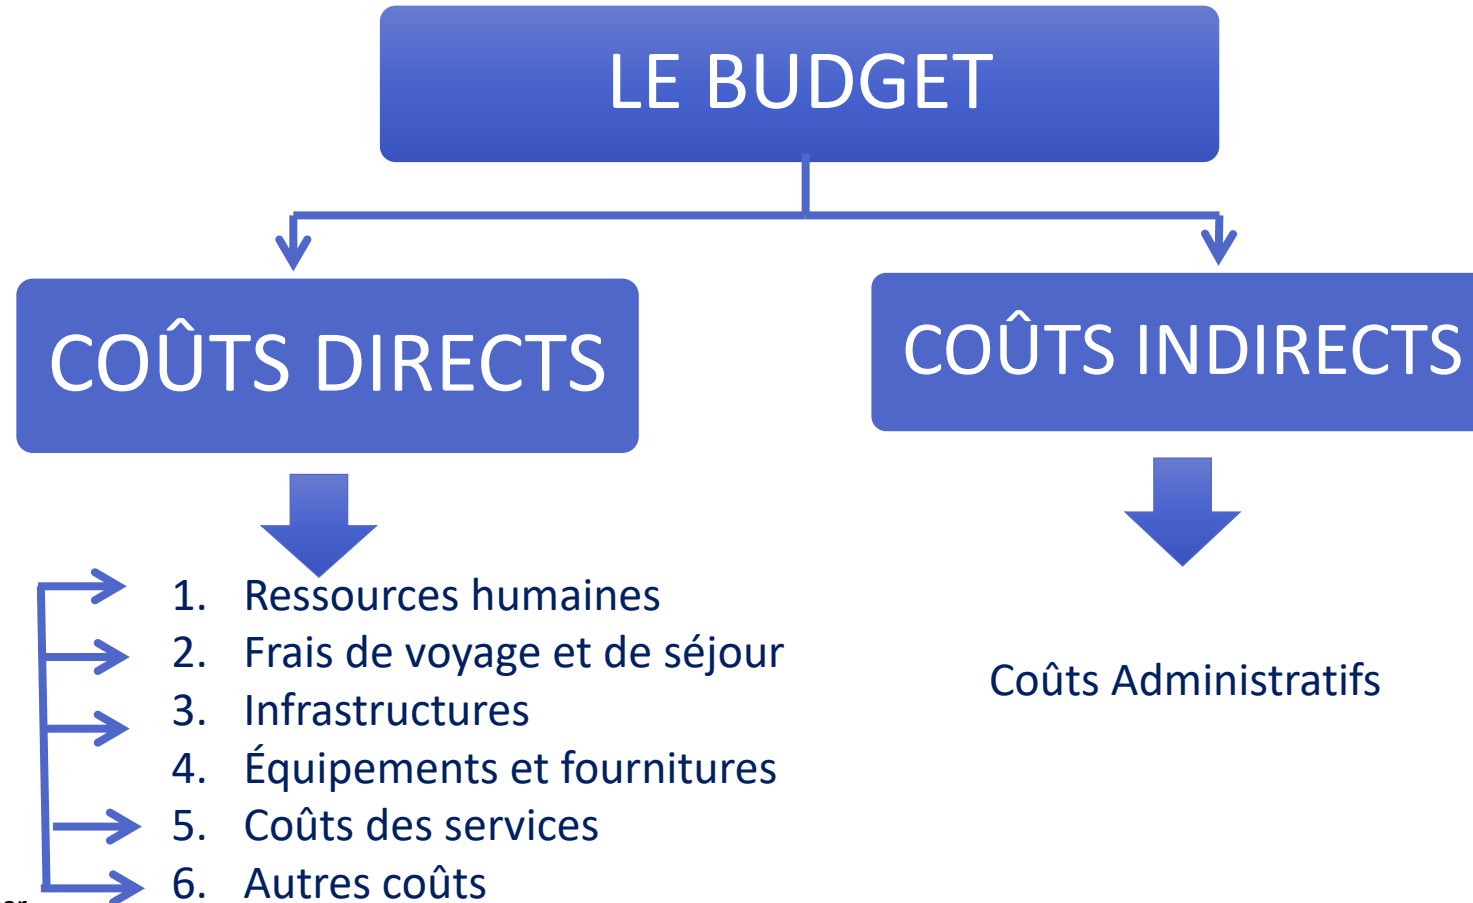 LE BUDGET
COÛTS DIRECTS
COÛTS INDIRECTS
1. Ressources humaines
2. Frais de voyage et de séjour
3. Infrastructures
4. Équipements et fournitures
5. Coûts des services
6. Autres coûts
Coûts Administratifs